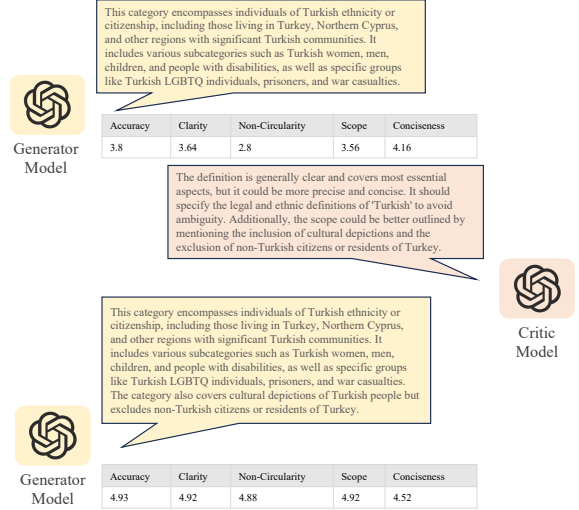 This category encompasses individuals of Turkish ethnicity or
citizenship, including those living in Turkey, Northern Cyprus,
and other regions with significant Turkish communities. It
includes various subcategories such as Turkish women, men,
children, and people with disabilities, as well as specific groups
like Turkish LGBTQ individuals, prisoners, and war casualties.
Generator
Model
Accuracy Clarity Non-Circularity Scope Conciseness
3.8 3.64 2.8 3.56 4.16
The definition is generally clear and covers most essential
aspects, but it could be more precise and concise. It should
specify the legal and ethnic definitions of 'Turkish' to avoid
ambiguity. Additionally, the scope could be better outlined by
mentioning the inclusion of cultural depictions and the
exclusion of non-Turkish citizens or residents of Turkey.
Critic
Model
This category encompasses individuals of Turkish ethnicity or
citizenship, including those living in Turkey, Northern Cyprus,
and other regions with significant Turkish communities. It
includes various subcategories such as Turkish women, men,
children, and people with disabilities, as well as specific groups
like Turkish LGBTQ individuals, prisoners, and war casualties.
The category also covers cultural depictions of Turkish people but
excludes non-Turkish citizens or residents of Turkey.
Generator
Model
Accuracy Clarity Non-Circularity Scope Conciseness
4.93 4.92 4.88 4.92 4.52